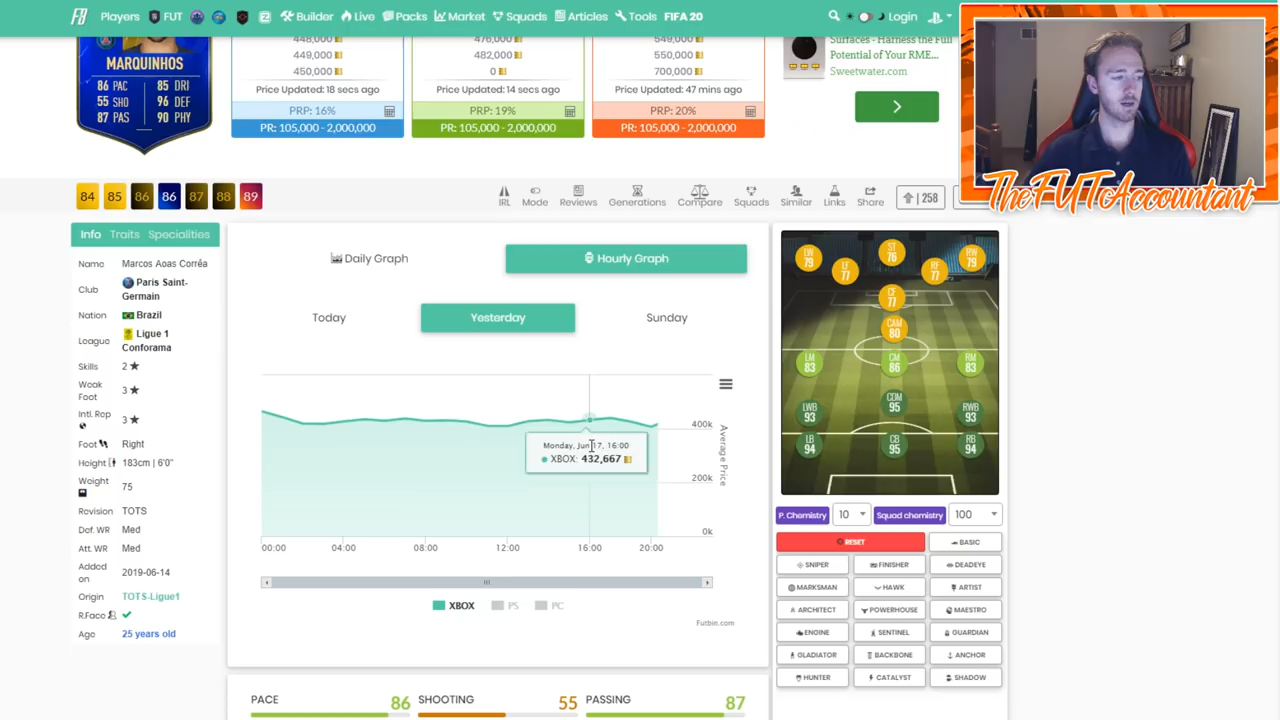 FB Players FUT Builder Live Packs Market Squads Articles Tools FIFA 20 Login
MARQUINHOS
86 PAC 85 DRI
55 SHO 96 DEF
87 PAS 90 PHY
448,000 476,000 549,000
449,000 482,000 550,000
450,000 0 700,000
Price Updated: 18 secs ago Price Updated: 14 secs ago Price Updated: 47 mins ago
PRP: 16% PRP: 19% PRP: 20%
PR: 105,000 - 2,000,000 PR: 105,000 - 2,000,000 PR: 105,000 - 2,000,000
Surfaces - Harness the Full
Potential of Your RME...
Sweetwater.com
TheFUTAccountant
84 85 86 86 87 88 89
IRL Mode Reviews Generations Compare Squads Similar Links Share 258
Info Traits Specialities
Name Marcos Aoas Corrêa
Club Paris Saint-Germain
Nation Brazil
League Ligue 1 Conforama
Skills 2
Weak Foot 3
Intl. Rep 3
Foot Right
Height 183cm | 6'0"
Weight 75
Revision TOTS
Def. WR Med
Att. WR Med
Added on 2019-06-14
Origin TOTS-Ligue1
R.Face
Age 25 years old
Daily Graph Hourly Graph
Today Yesterday Sunday
400k
200k
0k
Average Price
Monday, Jun 17, 16:00
XBOX: 432,667
00:00 04:00 08:00 12:00 16:00 20:00
XBOX PS PC
Futbin.com
PACE 86 SHOOTING 55 PASSING 87
LW 79 ST 76 RW 79
LF 77 RF 77
CF 77
CAM 80
LM 83 CM 86 RM 83
LWB 93 CDM 95 RWB 93
LB 94 CB 95 RB 94
P. Chemistry 10 Squad chemistry 100
RESET BASIC
SNIPER FINISHER DEADEYE
MARKSMAN HAWK ARTIST
ARCHITECT POWERHOUSE MAESTRO
ENGINE SENTINEL GUARDIAN
GLADIATOR BACKBONE ANCHOR
HUNTER CATALYST SHADOW